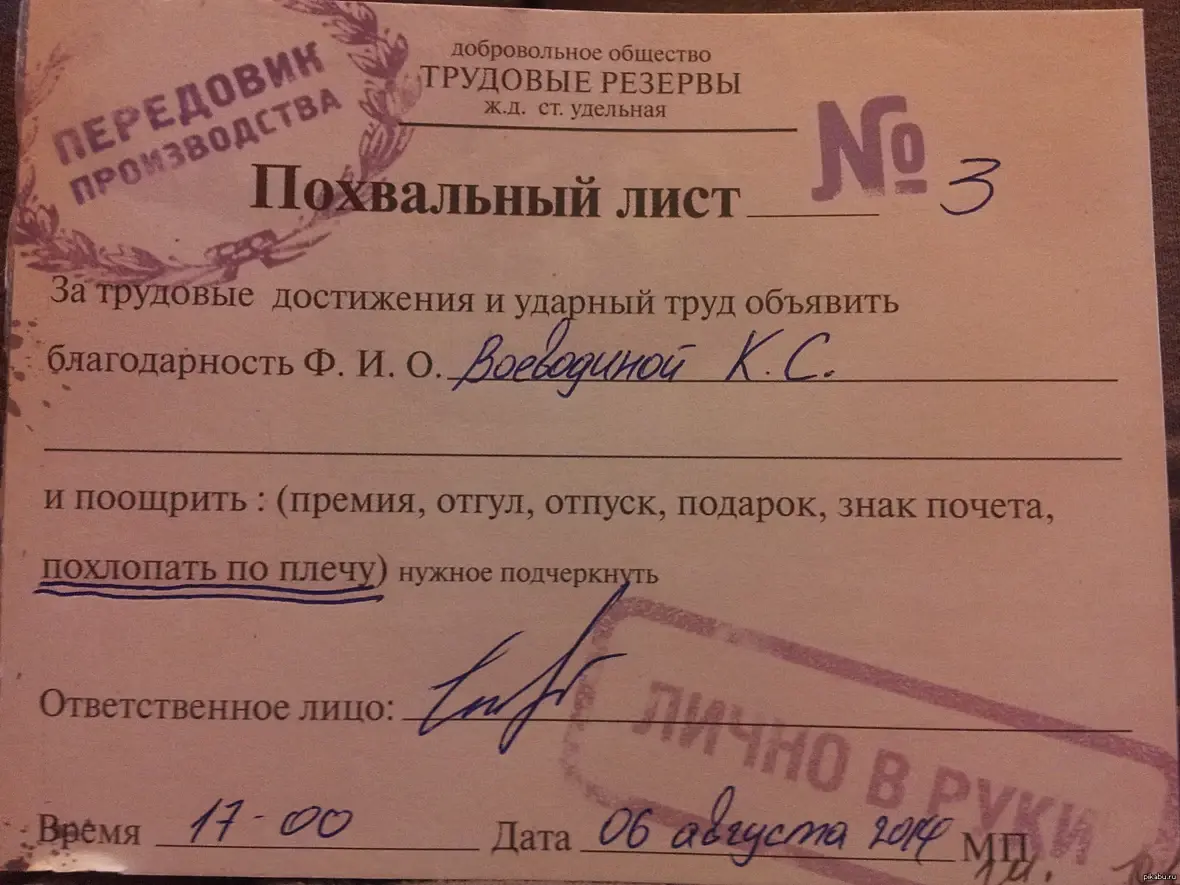 ПЕРЕДОВИК
ПРОИЗВОДСТВА
добровольное общество
ТРУДОВЫЕ РЕЗЕРВЫ
ж.д. ст. удельная
Похвальный лист № 3
За трудовые достижения и ударный труд объявить
благодарность Ф. И. О. Воеводиной К. С.
и поощрить : (премия, отгул, отпуск, подарок, знак почета,
похлопать по плечу) нужное подчеркнуть
Ответственное лицо:
ЛИЧНО В РУКИ
Время 17-00 Дата 06 августа 2014 МП
pikabu.ru